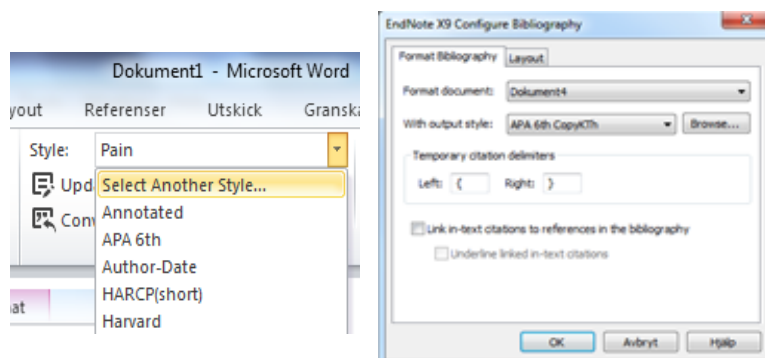 Dokument1 - Microsoft Word
yout Referenser Utskick Granska
Style: Pain
Upd
Select Another Style...
Conv
Annotated
APA 6th
Author-Date
HARCP(short)
Harvard
at
EndNote X9 Configure Bibliography
Format Bibliography Layout
Format document: Dokument4
With output style: APA 6th CopyKTh Browse...
Temporary citation delimiters
Left: { Right: }
Link in-text citations to references in the bibliography
Underline linked in-text citations
OK Avbryt Hjälp